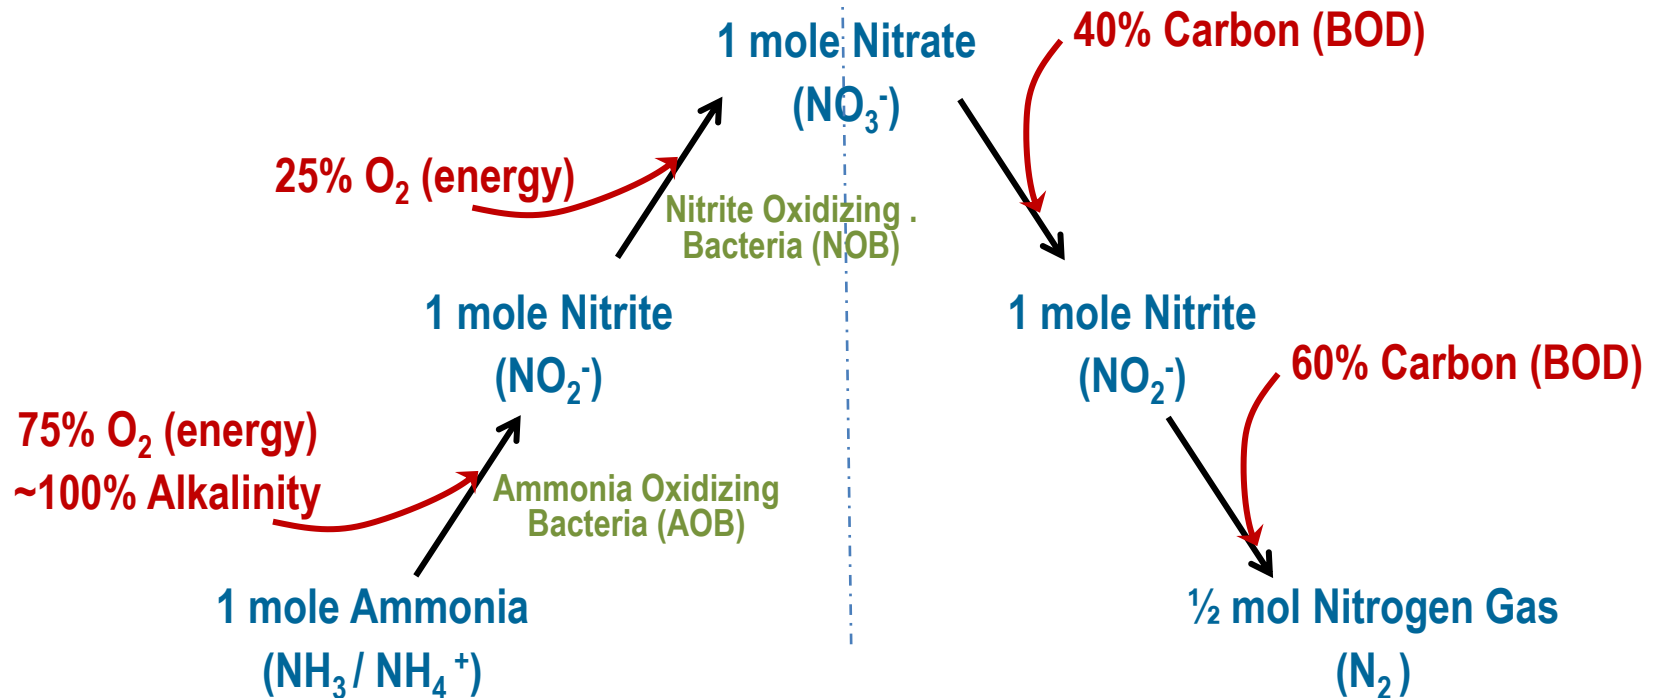 1 mole Nitrate
(NO₃⁻)
40% Carbon (BOD)
25% O₂ (energy)
Nitrite Oxidizing .
Bacteria (NOB)
1 mole Nitrite
(NO₂⁻)
1 mole Nitrite
(NO₂⁻)
60% Carbon (BOD)
75% O₂ (energy)
~100% Alkalinity
Ammonia Oxidizing
Bacteria (AOB)
1 mole Ammonia
(NH₃ / NH₄⁺)
½ mol Nitrogen Gas
(N₂)